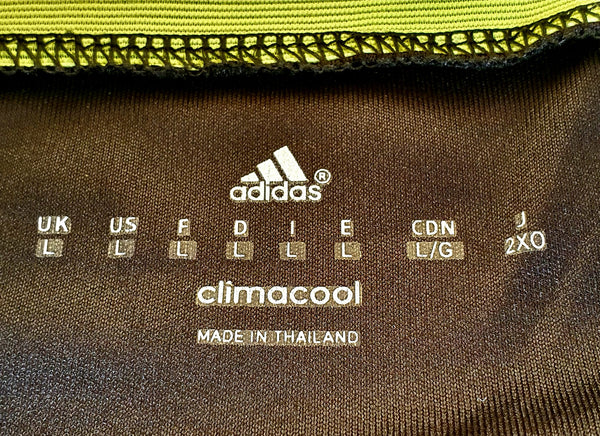 adidas®
UK US F D I E CDN J
L L L L L L L/G 2XO
climacool
MADE IN THAILAND